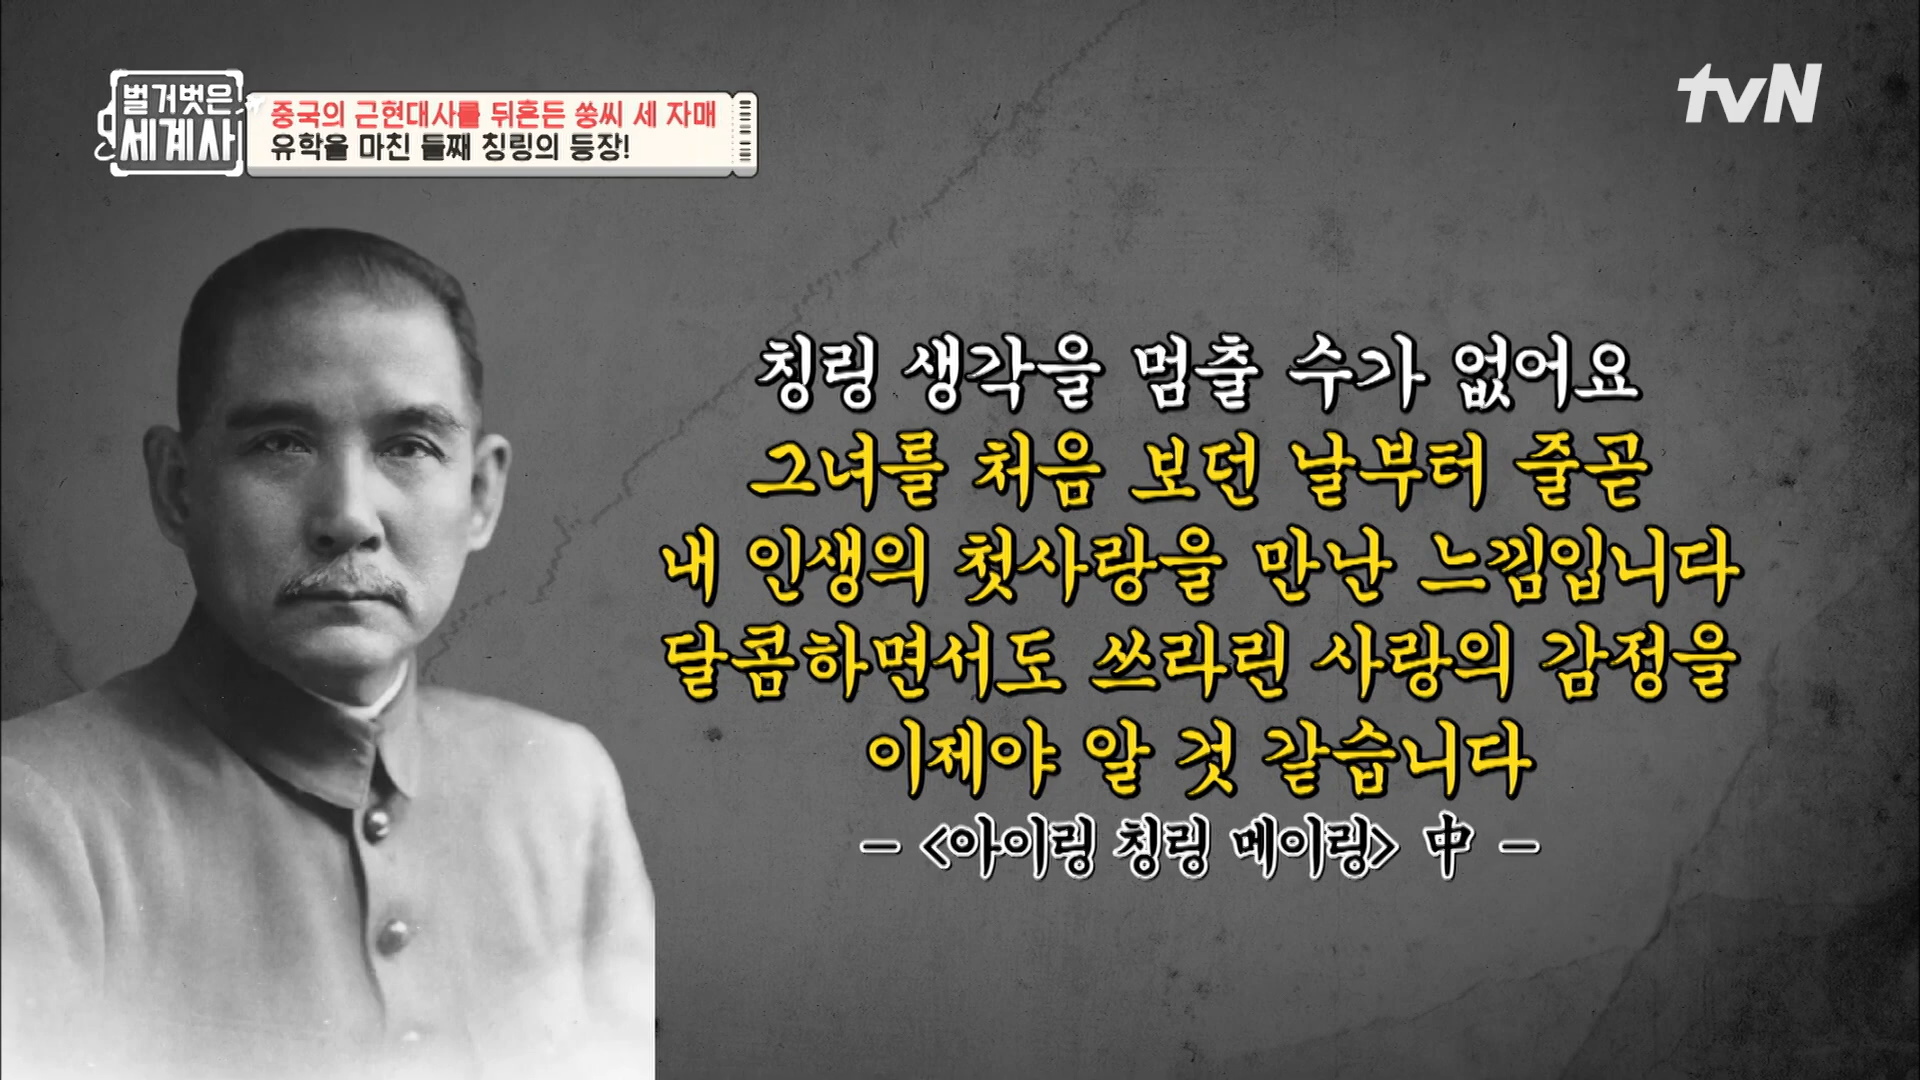 벌거벗은
세계사
중국의 근현대사를 뒤흔든 쑹씨 세 자매
유학을 마친 둘째 칭링의 등장!
tvN
칭링 생각을 멈출 수가 없어요
그녀를 처음 보던 날부터 줄곧
내 인생의 첫사랑을 만난 느낌입니다
달콤하면서도 쓰라린 사랑의 감정을
이제야 알 것 같습니다
– <아이링 칭링 메이링> 中 –